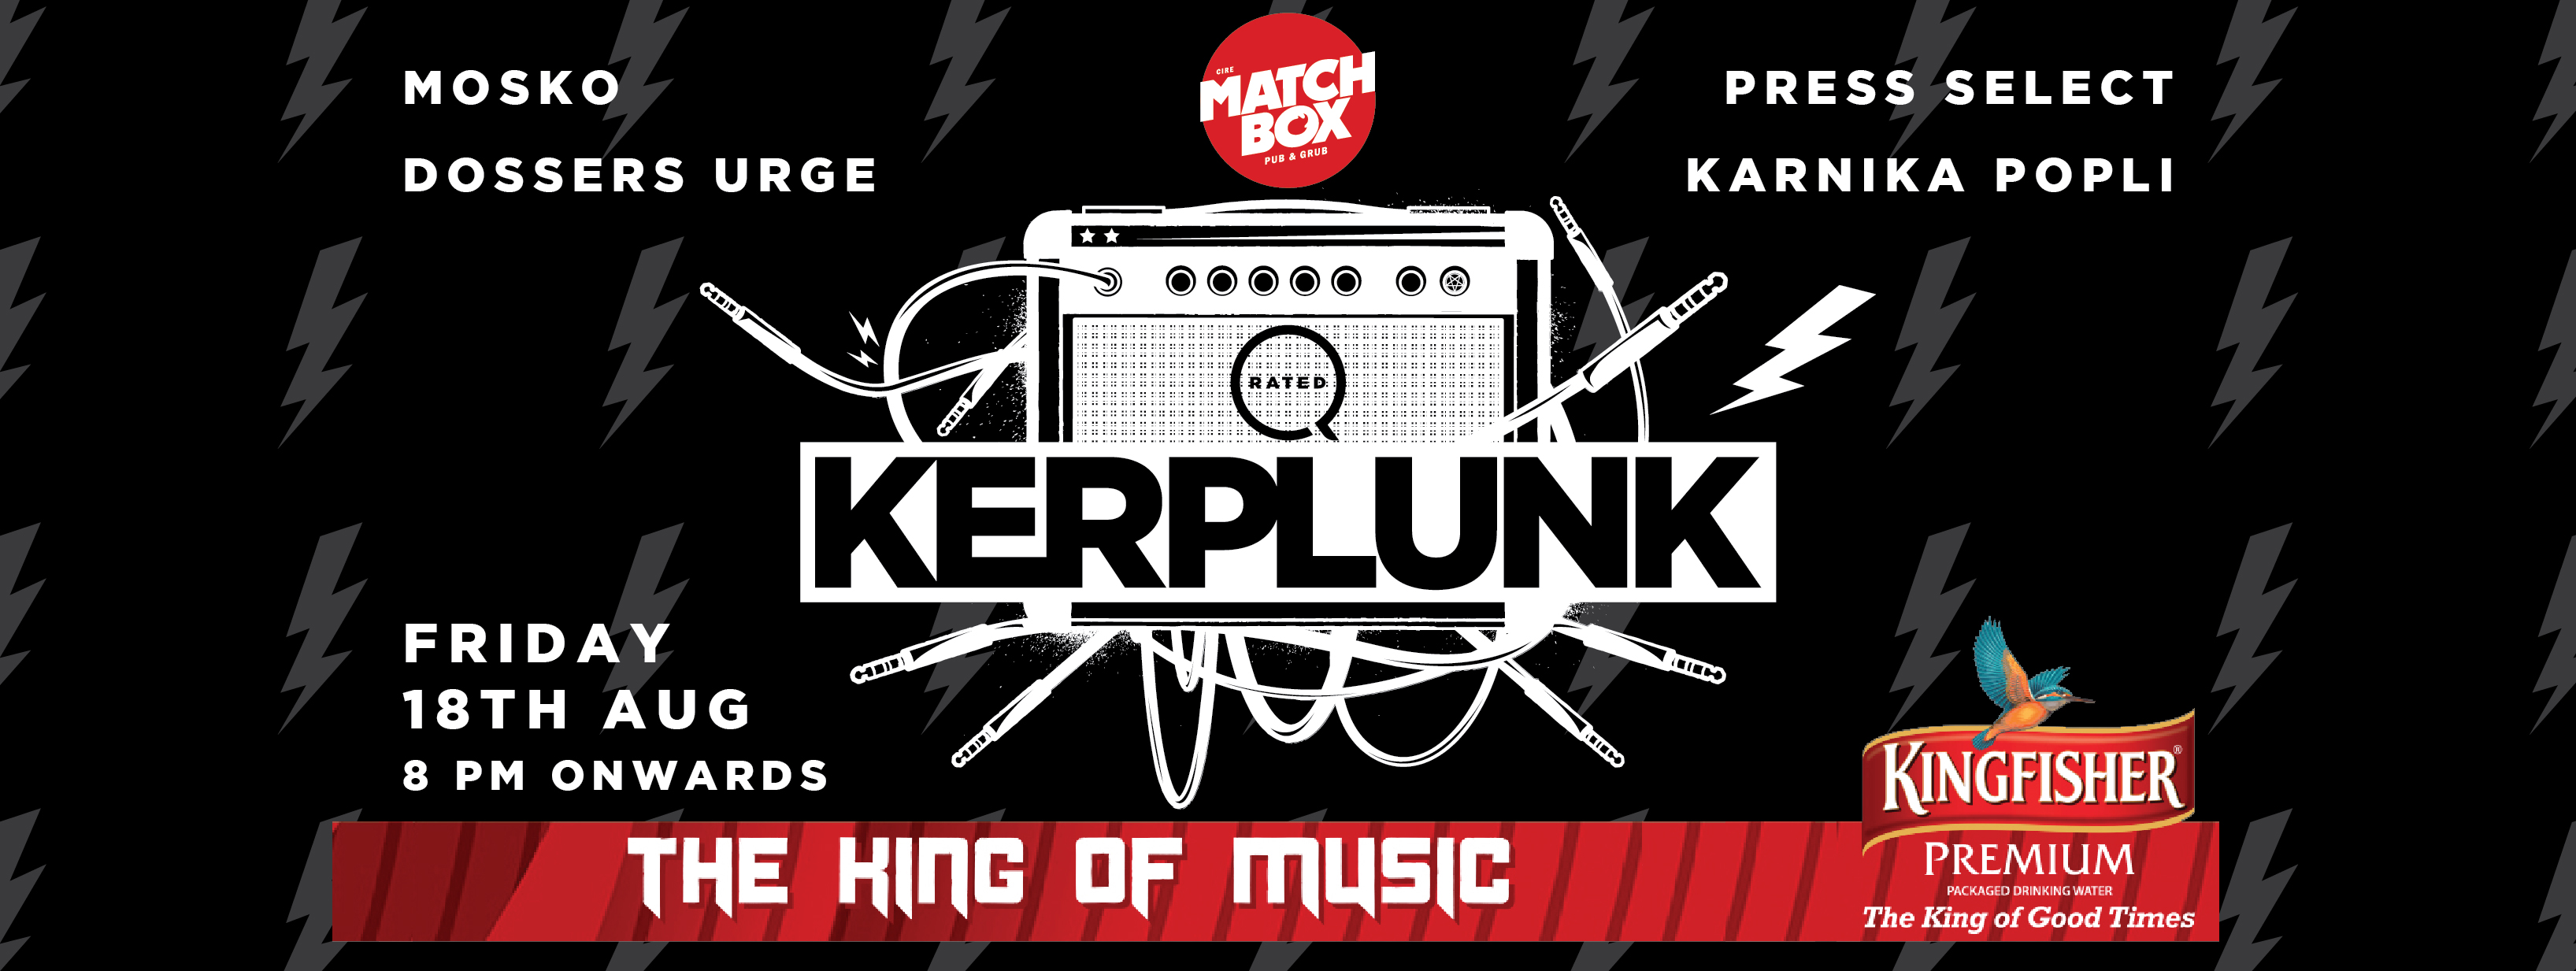 MOSKO
DOSSERS URGE
CIRE
MATCH
BOX
PUB & GRUB
PRESS SELECT
KARNIKA POPLI
RATED
KERPLUNK
FRIDAY
18TH AUG
8 PM ONWARDS
THE KING OF MUSIC
KINGFISHER®
PREMIUM
PACKAGED DRINKING WATER
The King of Good Times